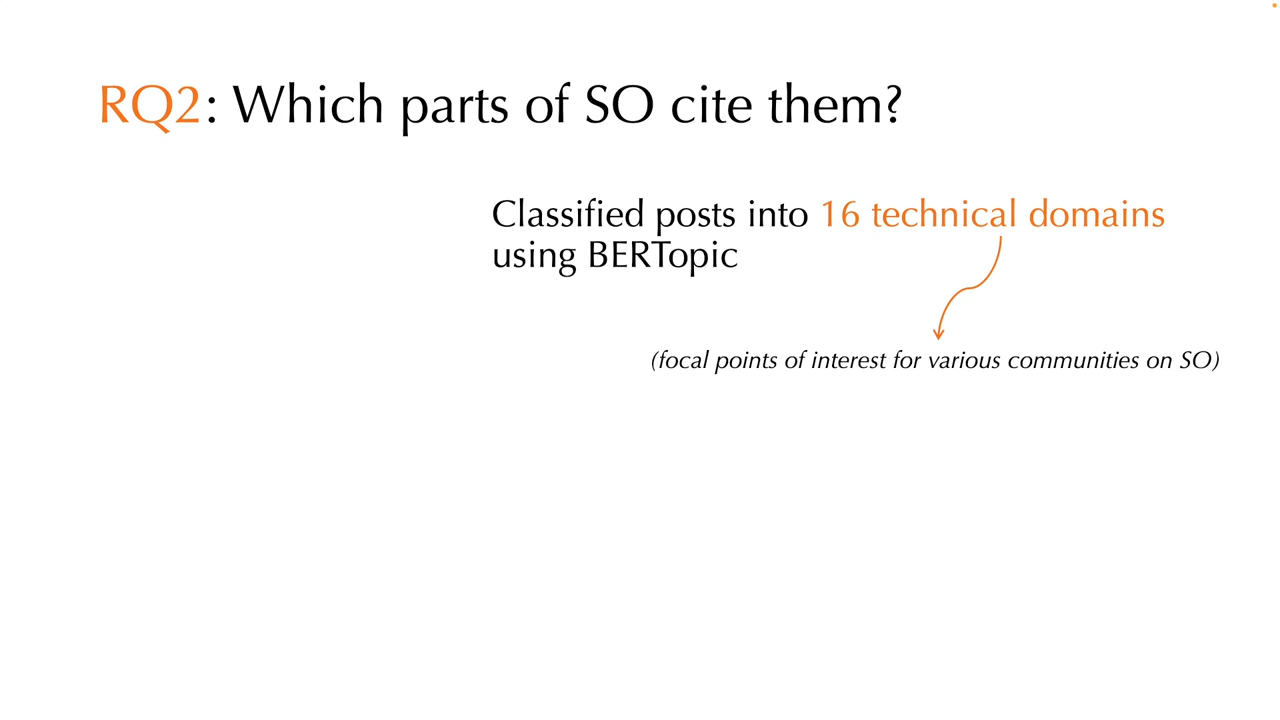 RQ2: Which parts of SO cite them?
Classified posts into 16 technical domains
using BERTopic
(focal points of interest for various communities on SO)